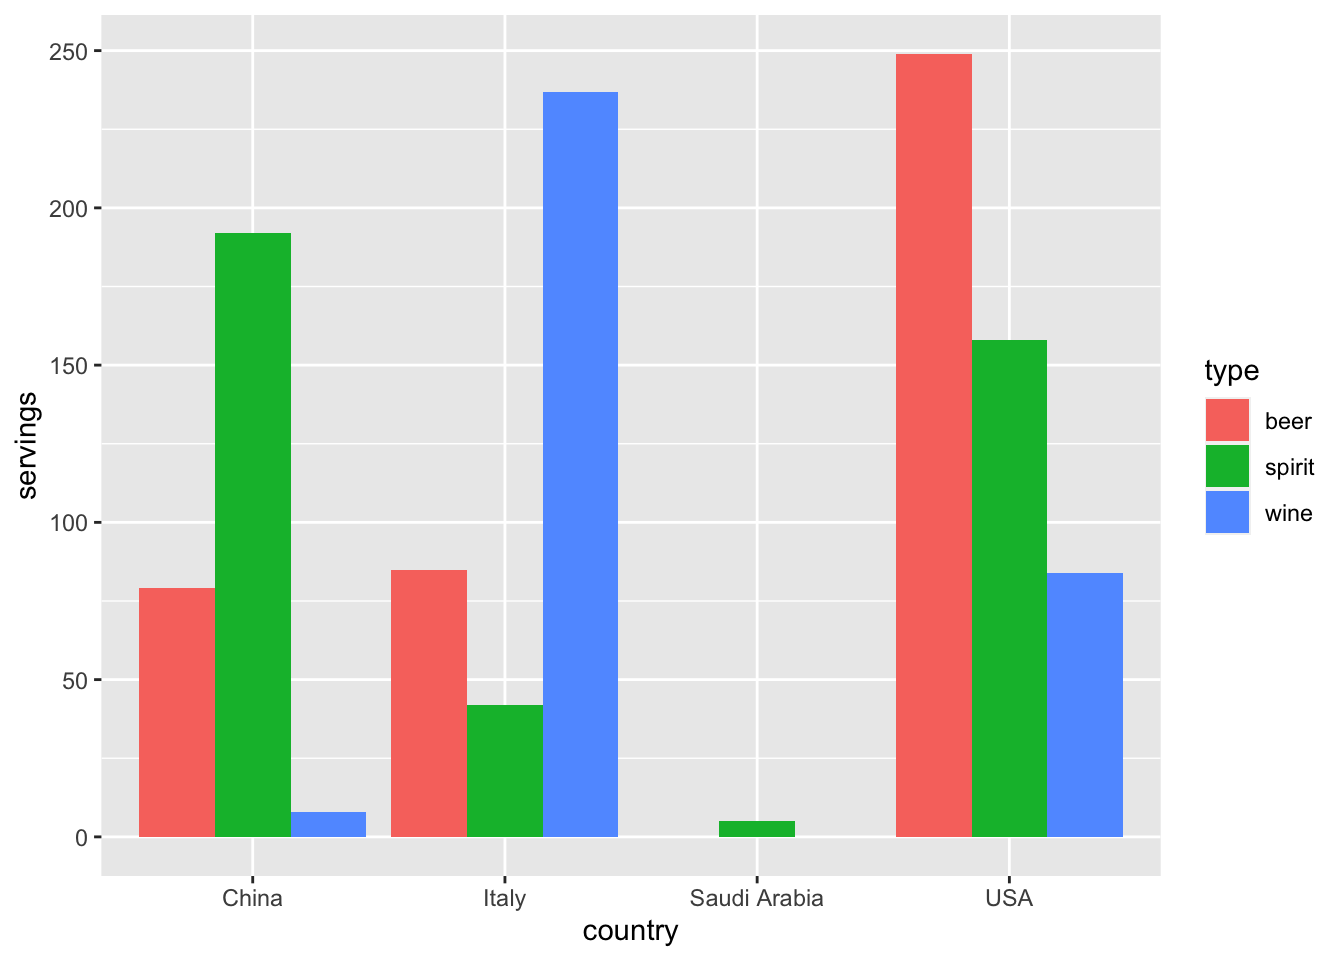 250
200
150
100
50
0
servings
China
Italy
Saudi Arabia
USA
country
type
beer
spirit
wine